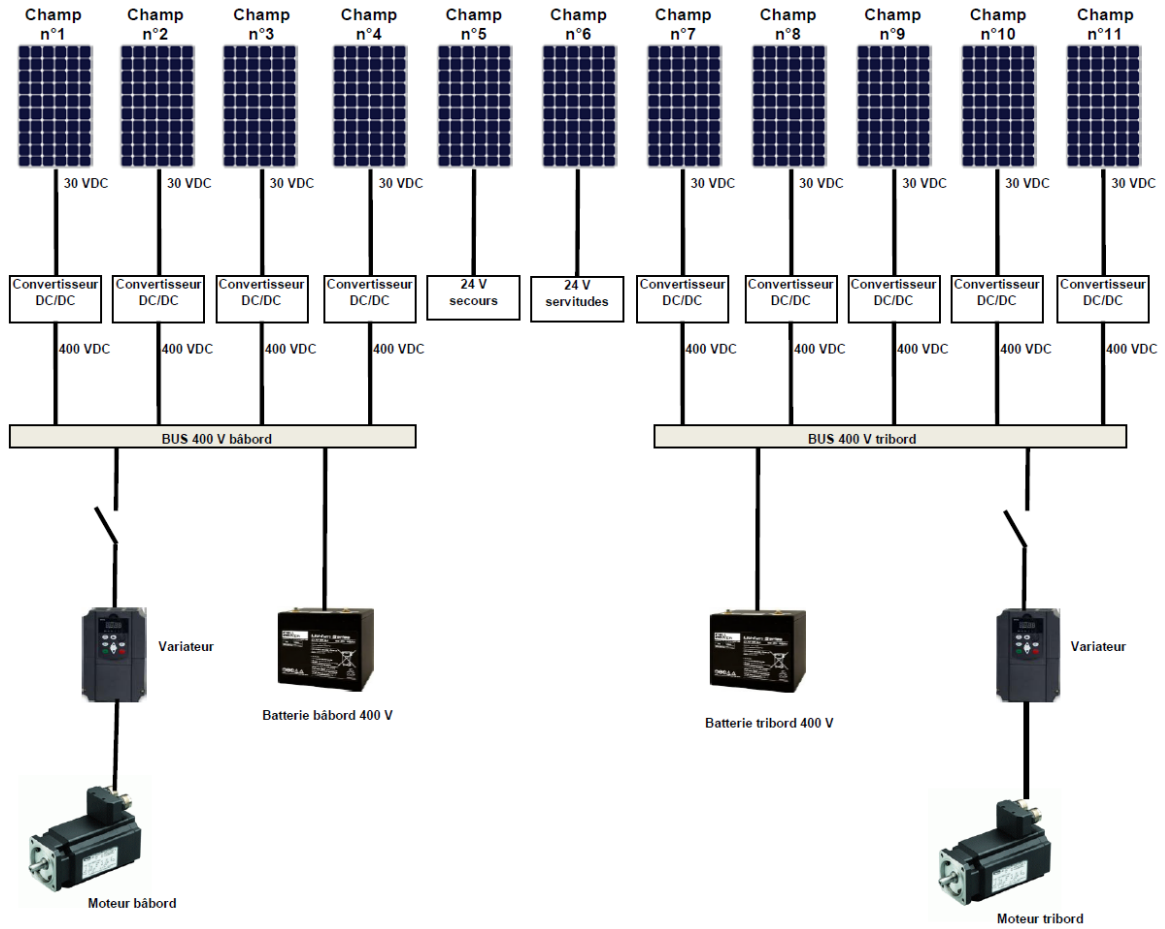 Champ n°1
Champ n°2
Champ n°3
Champ n°4
Champ n°5
Champ n°6
Champ n°7
Champ n°8
Champ n°9
Champ n°10
Champ n°11
30 VDC
30 VDC
30 VDC
30 VDC
30 VDC
30 VDC
30 VDC
30 VDC
30 VDC
Convertisseur
DC/DC
Convertisseur
DC/DC
Convertisseur
DC/DC
Convertisseur
DC/DC
24 V
secours
24 V
servitudes
Convertisseur
DC/DC
Convertisseur
DC/DC
Convertisseur
DC/DC
Convertisseur
DC/DC
Convertisseur
DC/DC
400 VDC
400 VDC
400 VDC
400 VDC
400 VDC
400 VDC
400 VDC
400 VDC
400 VDC
BUS 400 V bâbord
BUS 400 V tribord
Variateur
Variateur
Batterie bâbord 400 V
Batterie tribord 400 V
Moteur bâbord
Moteur tribord